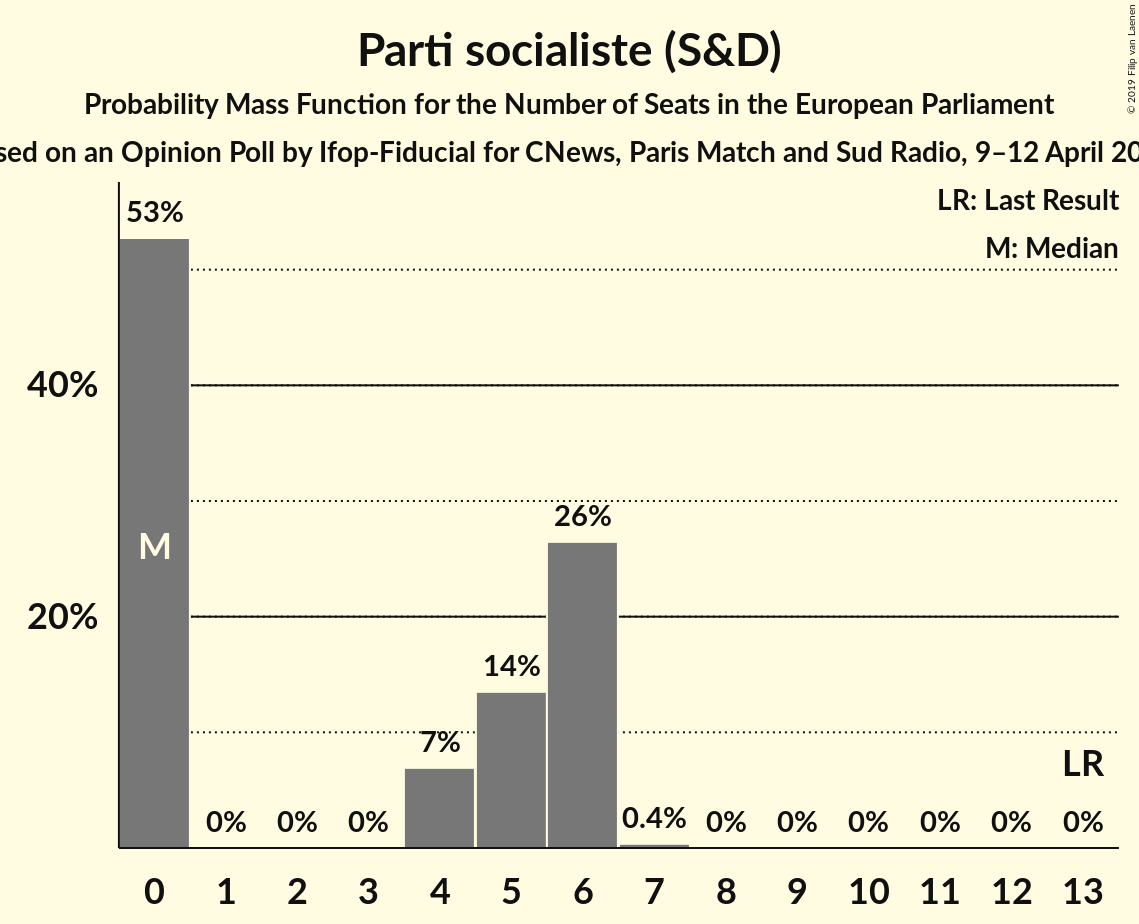 Parti socialiste (S&D)
Probability Mass Function for the Number of Seats in the European Parliament
sed on an Opinion Poll by Ifop-Fiducial for CNews, Paris Match and Sud Radio, 9–12 April 20
© 2019 Filip van Laenen
LR: Last Result
M: Median
53%
40%
M
26%
20%
14%
7%
LR
0% 0% 0% 0.4% 0% 0% 0% 0% 0% 0%
0 1 2 3 4 5 6 7 8 9 10 11 12 13